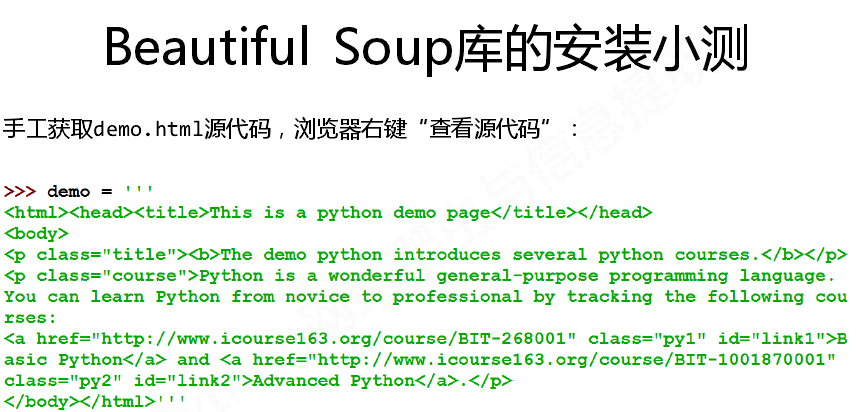 Beautiful Soup库的安装小测
手工获取demo.html源代码，浏览器右键“查看源代码”：
>>> demo = '''
<html><head><title>This is a python demo page</title></head>
<body>
<p class="title"><b>The demo python introduces several python courses.</b></p>
<p class="course">Python is a wonderful general-purpose programming language.
You can learn Python from novice to professional by tracking the following cou
rses:
<a href="http://www.icourse163.org/course/BIT-268001" class="py1" id="link1">B
asic Python</a> and <a href="http://www.icourse163.org/course/BIT-1001870001"
class="py2" id="link2">Advanced Python</a>.</p>
</body></html>'''